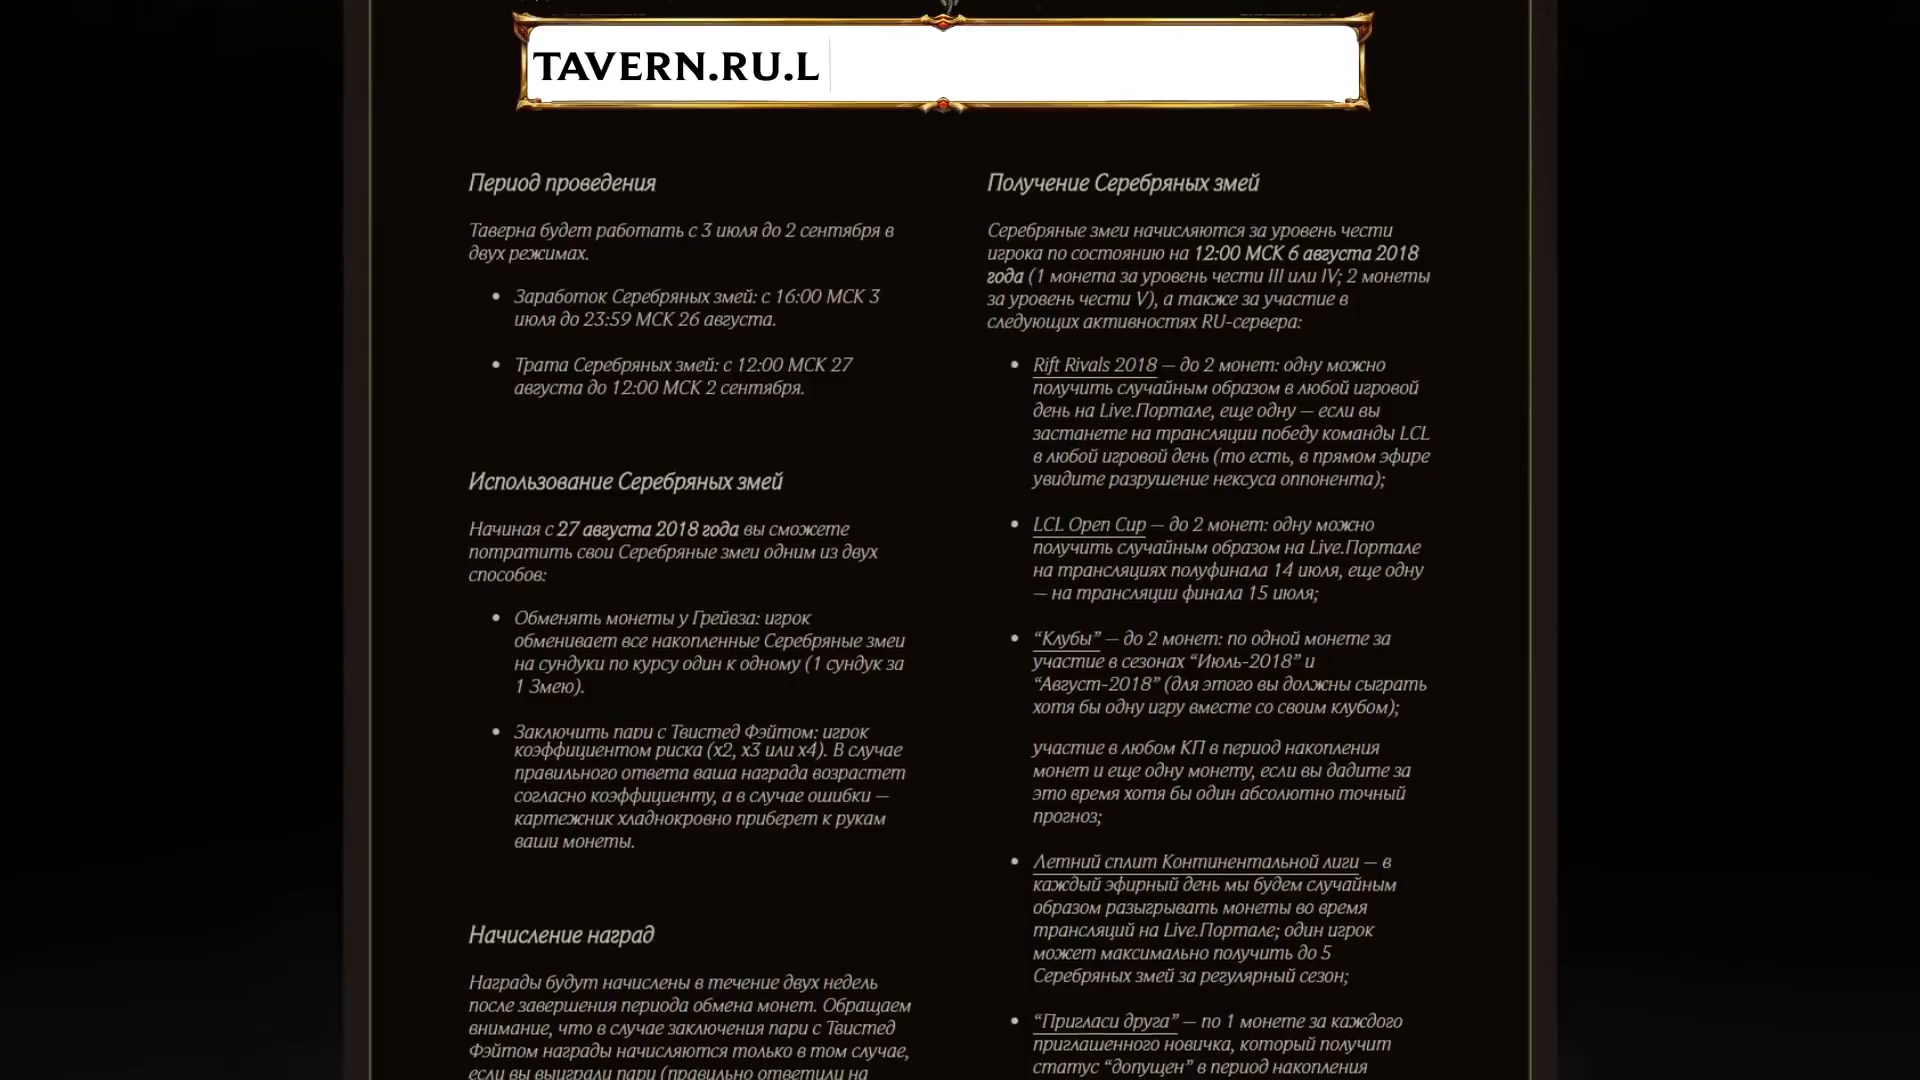 TAVERN.RU.L
Период проведения
Таверна будет работать с 3 июля до 2 сентября в
двух режимах.
• Заработок Серебряных змей: с 16:00 МСК 3
июля до 23:59 МСК 26 августа.
• Трата Серебряных змей: с 12:00 МСК 27
августа до 12:00 МСК 2 сентября.
Использование Серебряных змей
Начиная с 27 августа 2018 года вы сможете
потратить свои Серебряные змеи одним из двух
способов:
• Обменять монеты у Грейвза: игрок
обменивает все накопленные Серебряные змеи
на сундуки по курсу один к одному (1 сундук за
1 Змею).
• Заключить пари с Твистед Фэйтом: игрок
коэффициентом риска (x2, x3 или x4). В случае
правильного ответа ваша награда возрастет
согласно коэффициенту, а в случае ошибки —
картежник хладнокровно приберет к рукам
ваши монеты.
Начисление наград
Награды будут начислены в течение двух недель
после завершения периода обмена монет. Обращаем
внимание, что в случае заключения пари с Твистед
Фэйтом награды начисляются только в том случае,
если вы выиграли пари (правильно ответили на
Получение Серебряных змей
Серебряные змеи начисляются за уровень чести
игрока по состоянию на 12:00 МСК 6 августа 2018
года (1 монета за уровень чести III или IV; 2 монеты
за уровень чести V), а также за участие в
следующих активностях RU-сервера:
• Rift Rivals 2018 — до 2 монет: одну можно
получить случайным образом в любой игровой
день на Live.Портале, еще одну — если вы
застанете на трансляции победу команды LCL
в любой игровой день (то есть, в прямом эфире
увидите разрушение нексуса оппонента);
• LCL Open Cup — до 2 монет: одну можно
получить случайным образом на Live.Портале
на трансляциях полуфинала 14 июля, еще одну
— на трансляции финала 15 июля;
• “Клубы” — до 2 монет: по одной монете за
участие в сезонах “Июль-2018” и
“Август-2018” (для этого вы должны сыграть
хотя бы одну игру вместе со своим клубом);
участие в любом КП в период накопления
монет и еще одну монету, если вы дадите за
это время хотя бы один абсолютно точный
прогноз;
• Летний сплит Континентальной лиги — в
каждый эфирный день мы будем случайным
образом разыгрывать монеты во время
трансляций на Live.Портале; один игрок
может максимально получить до 5
Серебряных змей за регулярный сезон;
• “Пригласи друга” — по 1 монете за каждого
приглашенного новичка, который получит
статус “допущен” в период накопления